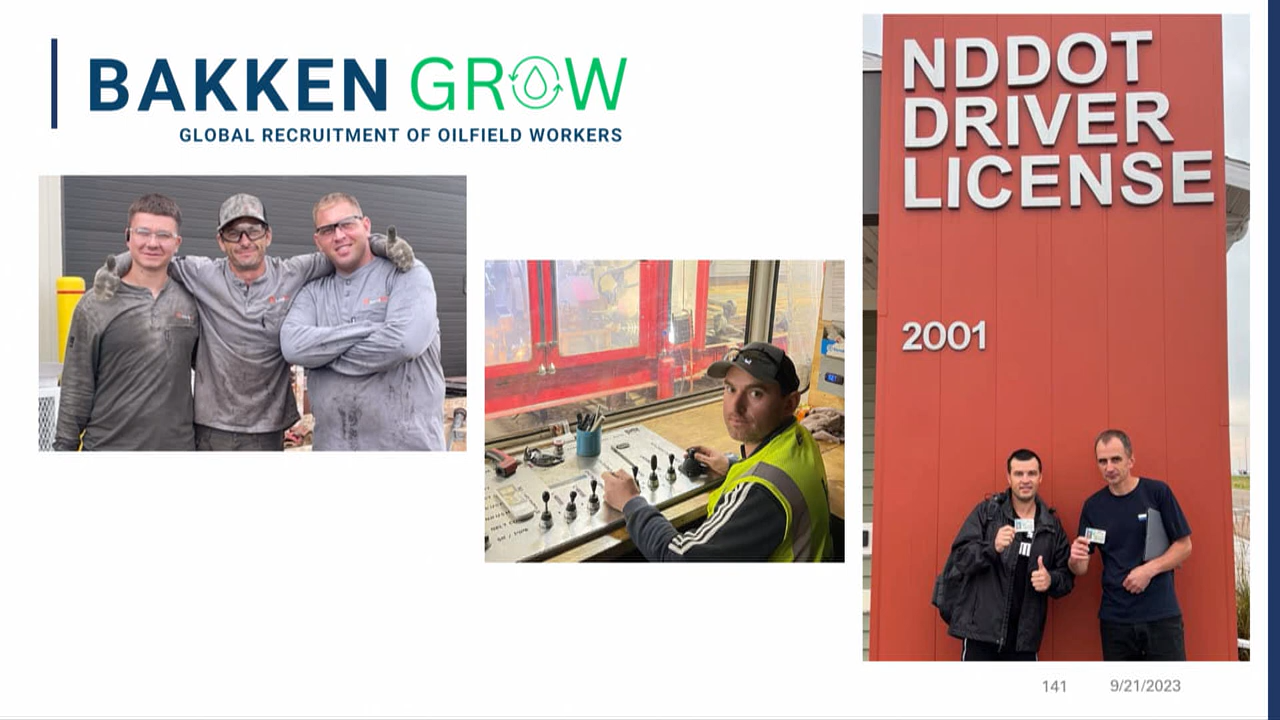 BAKKEN GROW
GLOBAL RECRUITMENT OF OILFIELD WORKERS
NDDOT
DRIVER
LICENSE
2001
141
9/21/2023